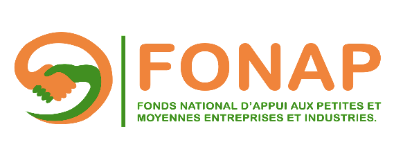 FONAP
FONDS NATIONAL D'APPUI AUX PETITES ET
MOYENNES ENTREPRISES ET INDUSTRIES.